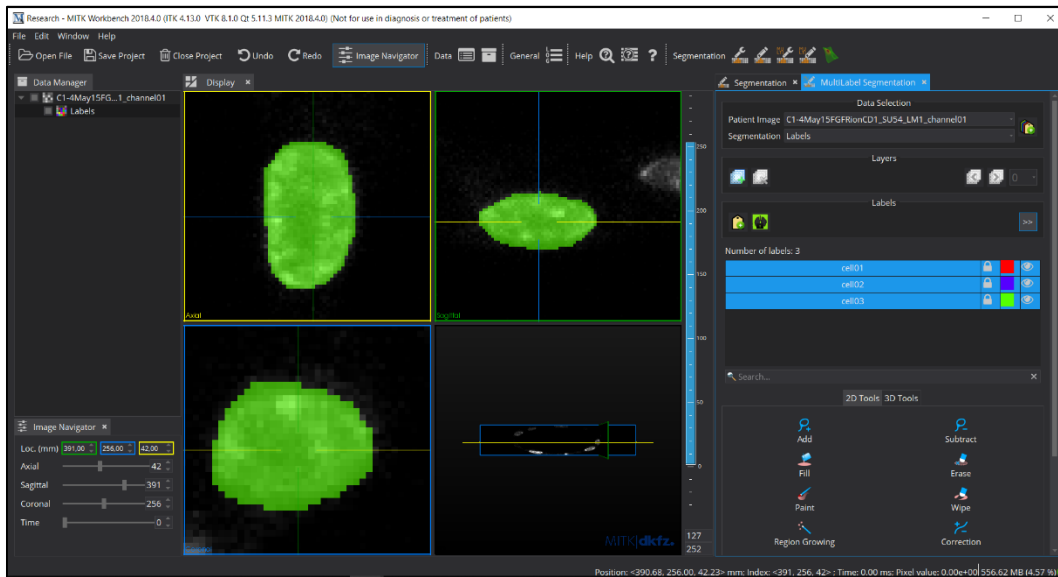 Research - MITK Workbench 2018.4.0 (ITK 4.13.0 VTK 8.1.0 Qt 5.11.3 MITK 2018.4.0) (Not for use in diagnosis or treatment of patients)
File Edit Window Help
Open File Save Project Close Project Undo Redo Image Navigator Data General Help ? Segmentation
Data Manager
C1-4May15FG...1_channel01
Labels
Display
Axial
Sagittal
MITK|dkfz.
250
200
150
100
50
0
127
252
Segmentation
MultiLabel Segmentation
Data Selection
Patient Image C1-4May15FGFRionCD1_SU54_LM1_channel01
Segmentation Labels
Layers
0
Labels
>>
Number of labels: 3
cell01
cell02
cell03
Search...
2D Tools 3D Tools
Add Subtract
Fill Erase
Paint Wipe
Region Growing Correction
Image Navigator
Loc. (mm) 391,00 256,00 42,00
Axial 42
Sagittal 391
Coronal 256
Time 0
Position: <390.68, 256.00, 42.23> mm; Index: <391, 256, 42> ; Time: 0.00 ms; Pixel value: 0.00e+00 556.62 MB (4.57 %)